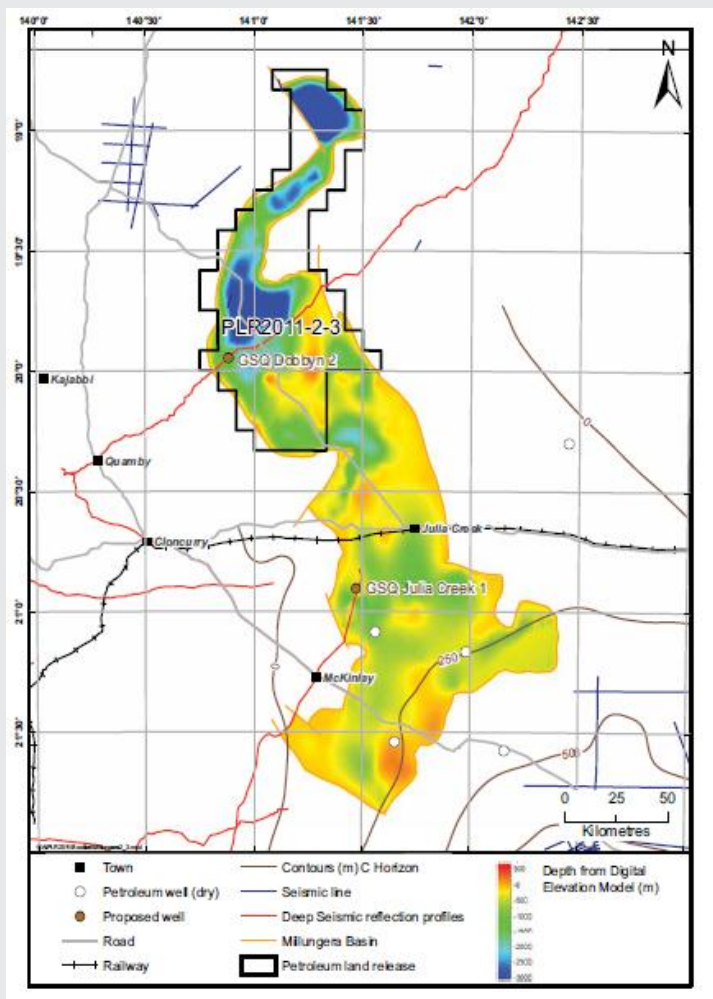 140°0' 140°30' 141°0' 141°30' 142°0' 142°30'
N
19°0'
19°30'
PLR2011-2-3
GSQ Dobbyn 2
20°0'
Kajabbi
0
Quamby
20°30'
Cloncurry
Julia Creek
GSQ Julia Creek 1
21°0'
0
250
McKinlay
21°30'
500
0 25 50
Kilometres
Town
Petroleum well (dry)
Proposed well
Road
Railway
Contours (m) C Horizon
Seismic line
Deep Seismic reflection profiles
Millungera Basin
Petroleum land release
500
0
-500
-1000
-1500
-2000
-2500
-3000
Depth from Digital
Elevation Model (m)